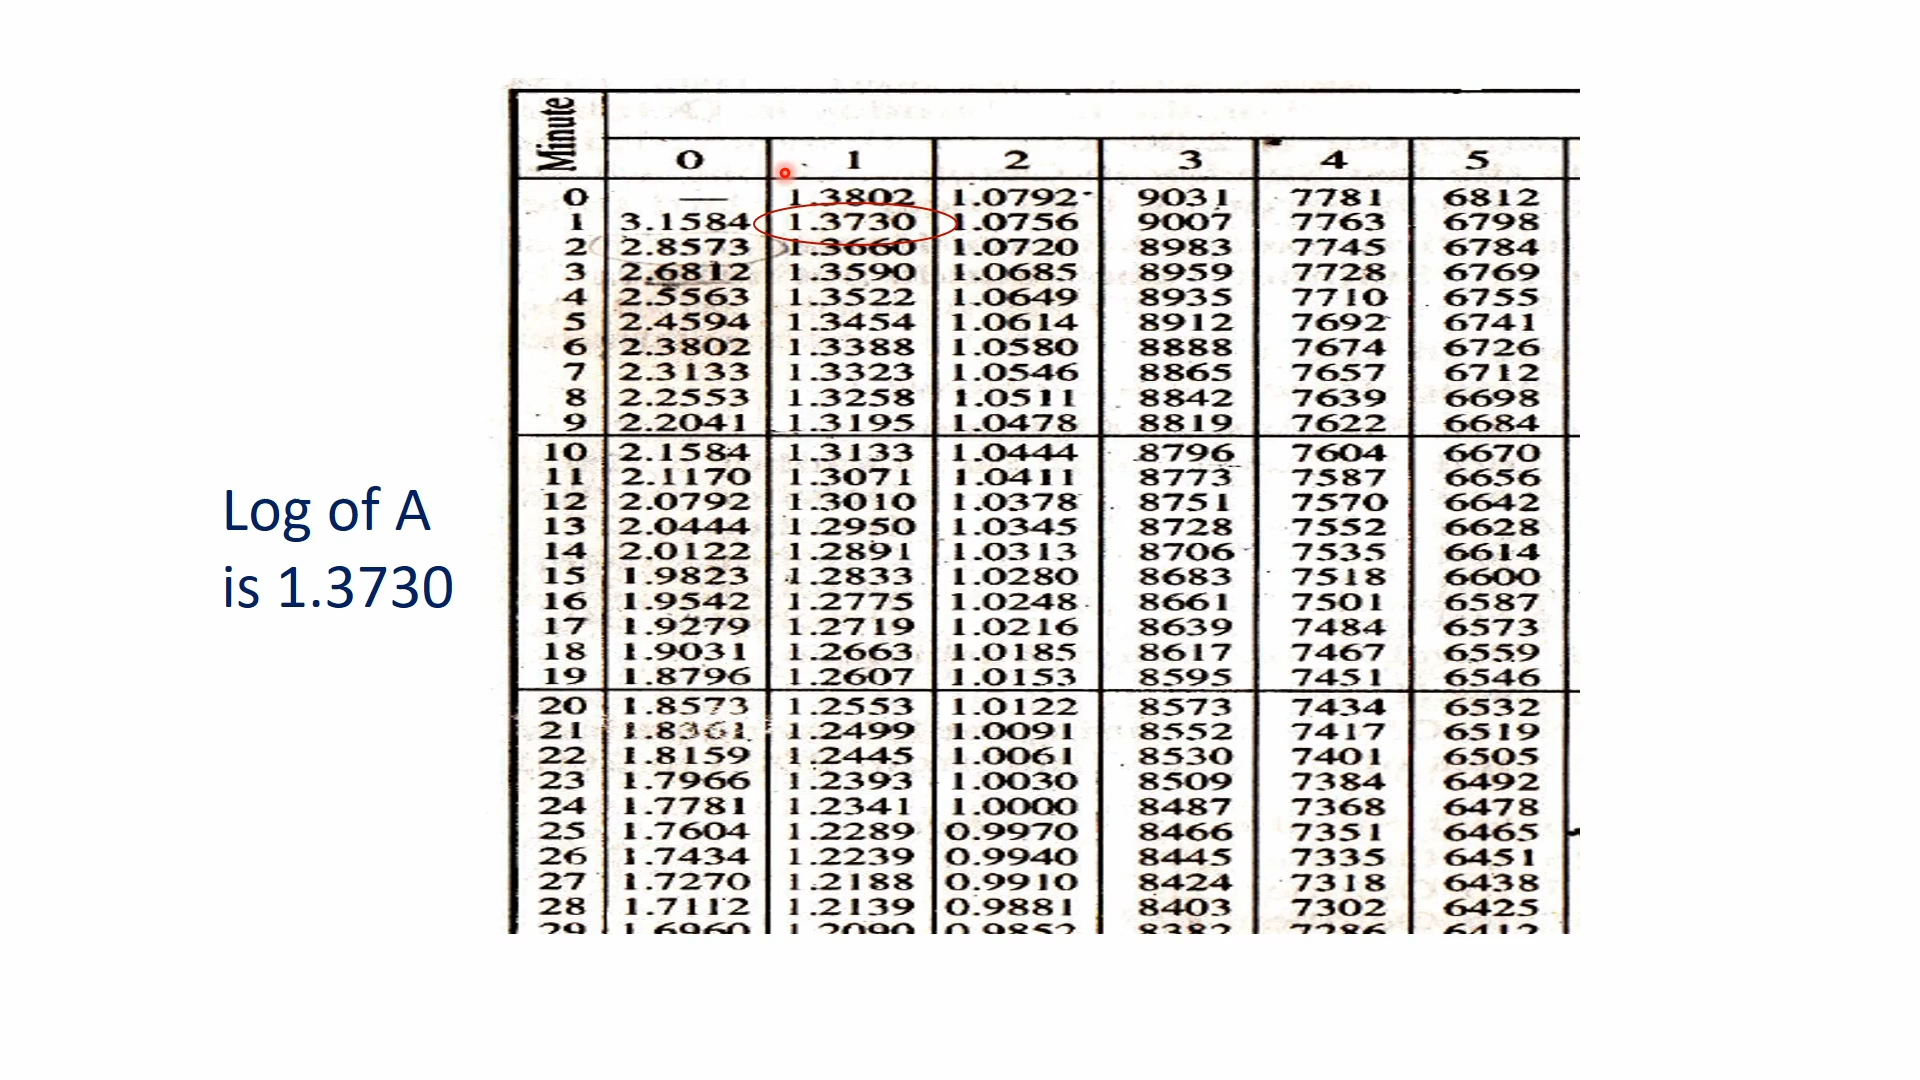 Minute 0 1 2 3 4 5
0 — 1.3802 1.0792 9031 7781 6812
1 3.1584 1.3730 1.0756 9007 7763 6798
2 2.8573 1.3660 1.0720 8983 7745 6784
3 2.6812 1.3590 1.0685 8959 7728 6769
4 2.5563 1.3522 1.0649 8935 7710 6755
5 2.4594 1.3454 1.0614 8912 7692 6741
6 2.3802 1.3388 1.0580 8888 7674 6726
7 2.3133 1.3323 1.0546 8865 7657 6712
8 2.2553 1.3258 1.0511 8842 7639 6698
9 2.2041 1.3195 1.0478 8819 7622 6684
10 2.1584 1.3133 1.0444 8796 7604 6670
11 2.1170 1.3071 1.0411 8773 7587 6656
12 2.0792 1.3010 1.0378 8751 7570 6642
13 2.0444 1.2950 1.0345 8728 7552 6628
14 2.0122 1.2891 1.0313 8706 7535 6614
15 1.9823 1.2833 1.0280 8683 7518 6600
16 1.9542 1.2775 1.0248 8661 7501 6587
17 1.9279 1.2719 1.0216 8639 7484 6573
18 1.9031 1.2663 1.0185 8617 7467 6559
19 1.8796 1.2607 1.0153 8595 7451 6546
20 1.8573 1.2553 1.0122 8573 7434 6532
21 1.8361 1.2499 1.0091 8552 7417 6519
22 1.8159 1.2445 1.0061 8530 7401 6505
23 1.7966 1.2393 1.0030 8509 7384 6492
24 1.7781 1.2341 1.0000 8487 7368 6478
25 1.7604 1.2289 0.9970 8466 7351 6465
26 1.7434 1.2239 0.9940 8445 7335 6451
27 1.7270 1.2188 0.9910 8424 7318 6438
28 1.7112 1.2139 0.9881 8403 7302 6425
29 1.6960 1.2090 0.9852 8382 7286 6412
Log of A
is 1.3730